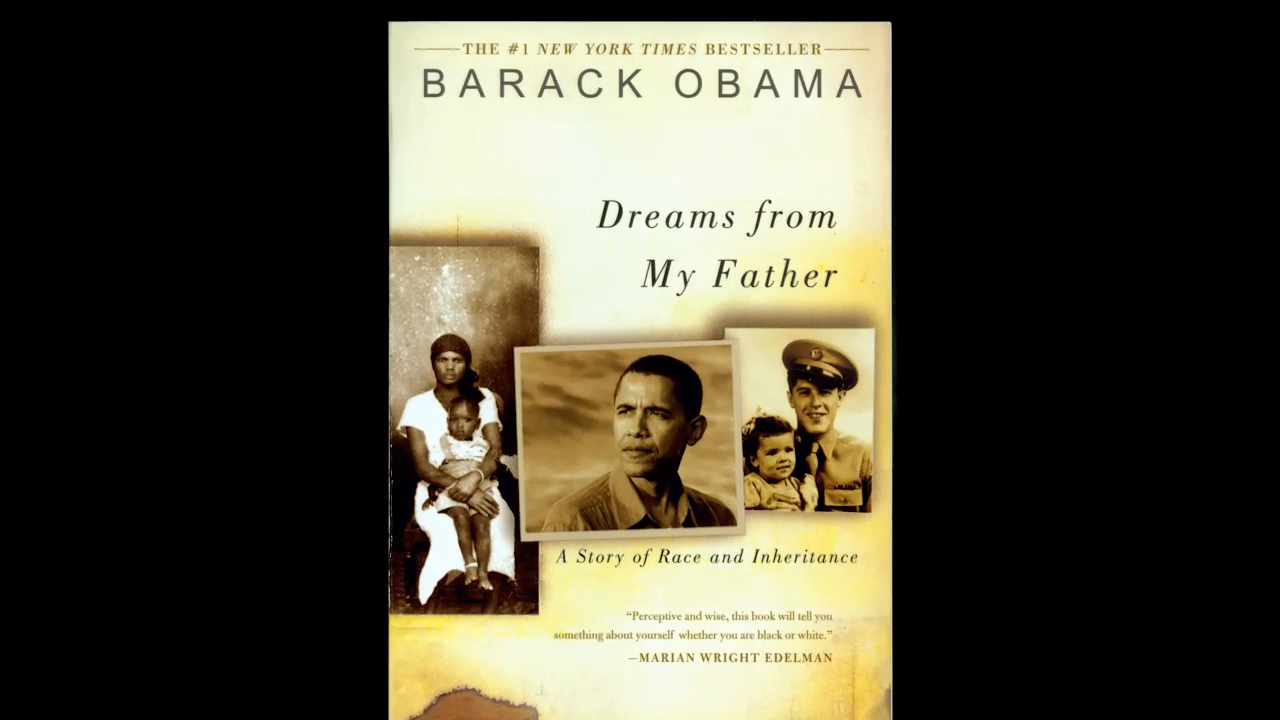 THE #1 NEW YORK TIMES BESTSELLER
BARACK OBAMA
Dreams from
My Father
A Story of Race and Inheritance
“Perceptive and wise, this book will tell you
something about yourself whether you are black or white.”
—MARIAN WRIGHT EDELMAN